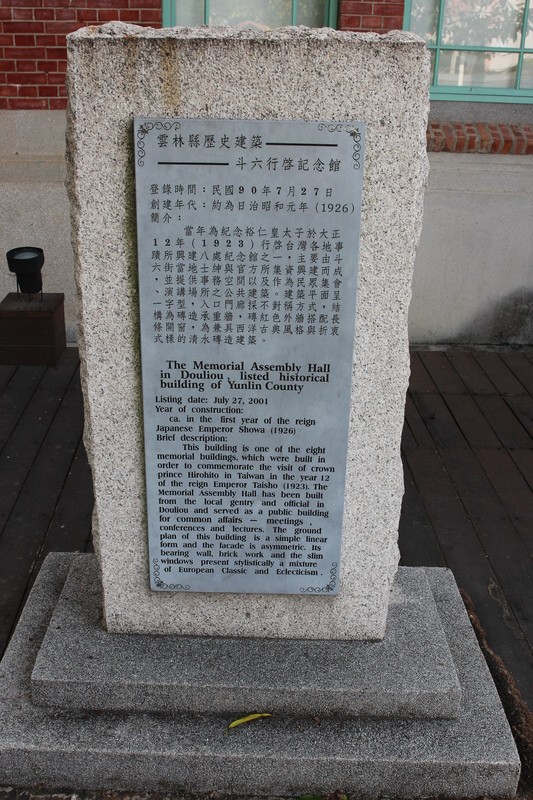 雲林縣歷史建築
斗六行啓記念館
登錄時間：民國90年7月27日
創建年代：約為日治昭和元年（1926）
簡介：
當年為紀念裕仁皇太子於大正
12年（1923）行啓台灣各地事
蹟所興建八處紀念館之一，主要由斗
六街當地士紳與官方所集資興建而成
，並提供事務空間以及作為民眾集會
、演講場所之公共建築。建築平面呈
一字型，入口門廊採不對稱方式，結
構為磚造承重牆，磚紅色外牆搭配長
條開窗，為兼具西洋古典風格與折衷
式樣的清水磚造建築。
The Memorial Assembly Hall
in Douliou , listed historical
building of Yunlin County
Listing date: July 27, 2001
Year of construction:
ca. in the first year of the reign
Japanese Emperor Showa (1926)
Brief description:
This building is one of the eight
memorial buildings, which were built in
order to commemorate the visit of crown
prince Hirohito in Taiwan in the year 12
of the reign Emperor Taisho (1923). The
Memorial Assembly Hall has been built
from the local gentry and official in
Douliou and served as a public building
for common affairs — meetings ,
conferences and lectures. The ground
plan of this building is a simple linear
form and the facade is asymmetric. Its
bearing wall, brick work and the slim
windows present stylistically a mixture
of European Classic and Eclecticism .